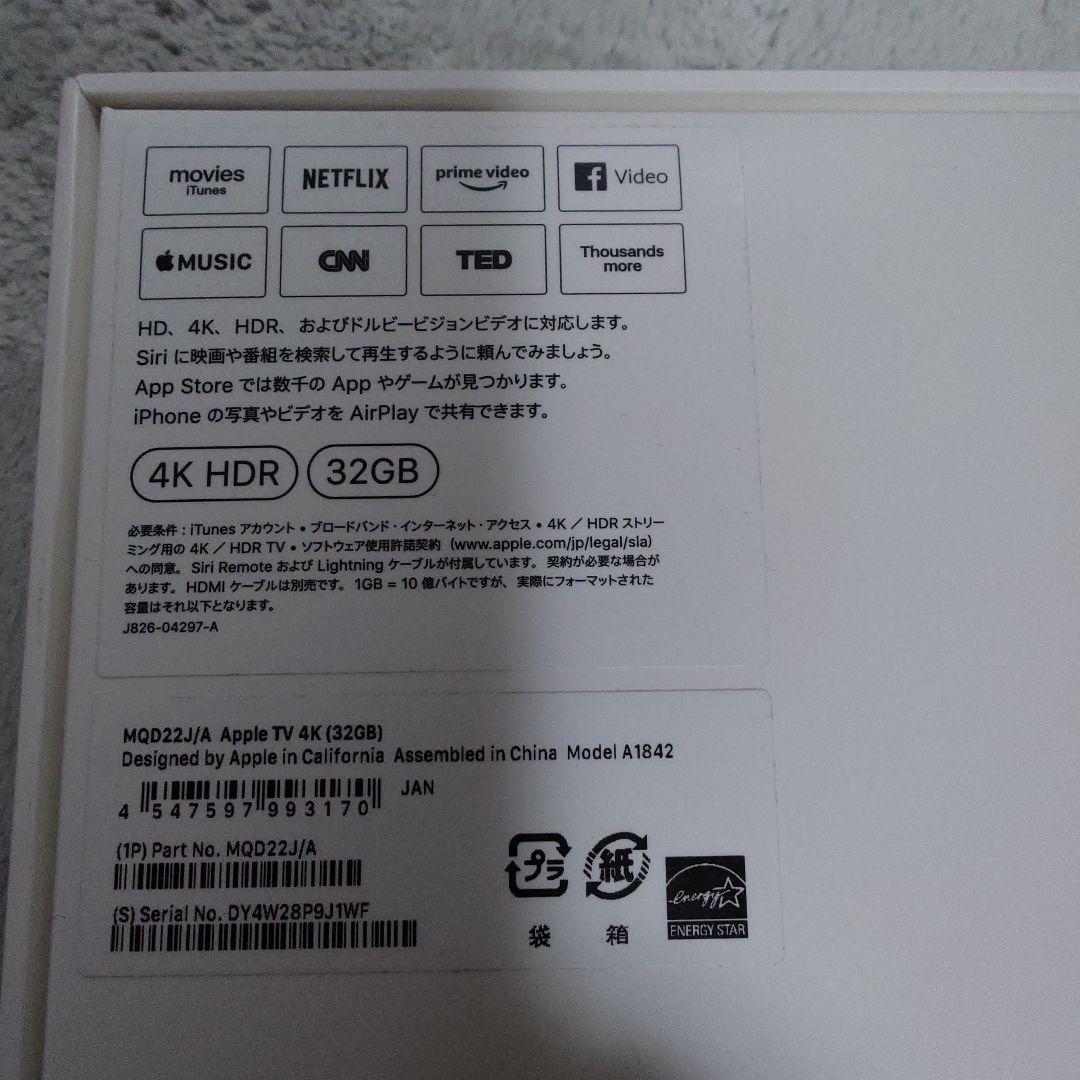 movies
iTunes
NETFLIX
prime video
f Video
MUSIC
CNN
TED
Thousands
more
HD、4K、HDR、およびドルビービジョンビデオに対応します。
Siri に映画や番組を検索して再生するように頼んでみましょう。
App Store では数千の App やゲームが見つかります。
iPhone の写真やビデオを AirPlay で共有できます。
4K HDR 32GB
必要条件：iTunes アカウント • ブロードバンド・インターネット・アクセス • 4K ／ HDR ストリー
ミング用の 4K ／ HDR TV • ソフトウェア使用許諾契約（www.apple.com/jp/legal/sla）
への同意。Siri Remote および Lightning ケーブルが付属しています。契約が必要な場合が
あります。HDMI ケーブルは別売です。1GB = 10 億バイトですが、実際にフォーマットされた
容量はそれ以下となります。
J826-04297-A
MQD22J/A Apple TV 4K (32GB)
Designed by Apple in California Assembled in China Model A1842
JAN
4 547597 993170
(1P) Part No. MQD22J/A
(S) Serial No. DY4W28P9J1WF
プラ
袋
紙
箱
energy
ENERGY STAR